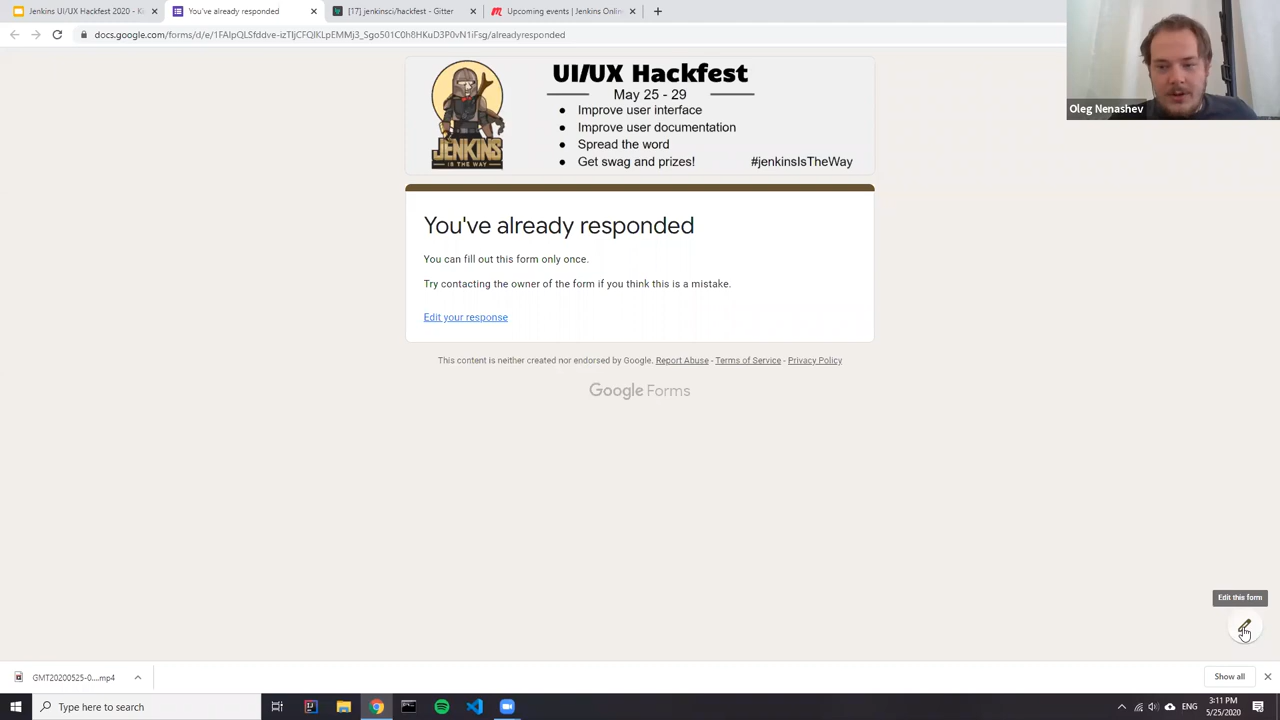 Jenkins UI/UX Hackfest 2020 - Ki
You've already responded
[17] jenkinsci/hackfest - Gitter
Upcoming events | Jenkins Onlin
docs.google.com/forms/d/e/1FAIpQLSfddve-izTIjCFQIKLpEMMj3_Sgo501C0h8HKuD3P0vN1iFsg/alreadyresponded
UI/UX Hackfest
May 25 - 29
• Improve user interface
• Improve user documentation
• Spread the word
• Get swag and prizes! #jenkinsIsTheWay
JENKINS
IS THE WAY
Oleg Nenashev
You've already responded
You can fill out this form only once.
Try contacting the owner of the form if you think this is a mistake.
Edit your response
This content is neither created nor endorsed by Google. Report Abuse - Terms of Service - Privacy Policy
Google Forms
Edit this form
GMT20200525-0....mp4
Show all
Type here to search
ENG
3:11 PM
5/25/2020